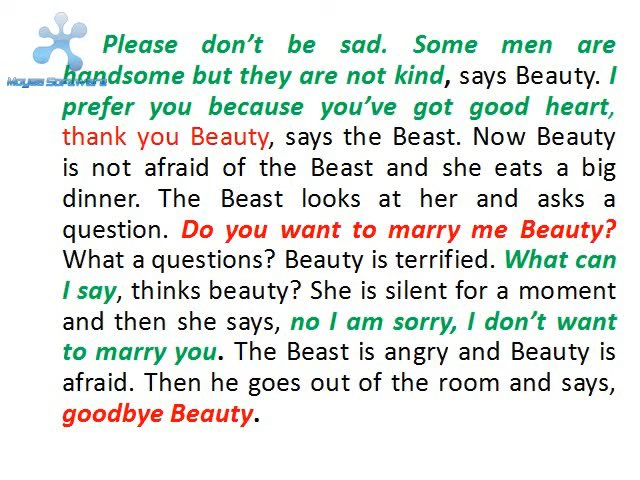 Please don't be sad. Some men are
handsome but they are not kind, says Beauty. I
Moyea Software
prefer you because you've got good heart,
thank you Beauty, says the Beast. Now Beauty
is not afraid of the Beast and she eats a big
dinner. The Beast looks at her and asks a
question. Do you want to marry me Beauty?
What a questions? Beauty is terrified. What can
I say, thinks beauty? She is silent for a moment
and then she says, no I am sorry, I don't want
to marry you. The Beast is angry and Beauty is
afraid. Then he goes out of the room and says,
goodbye Beauty.